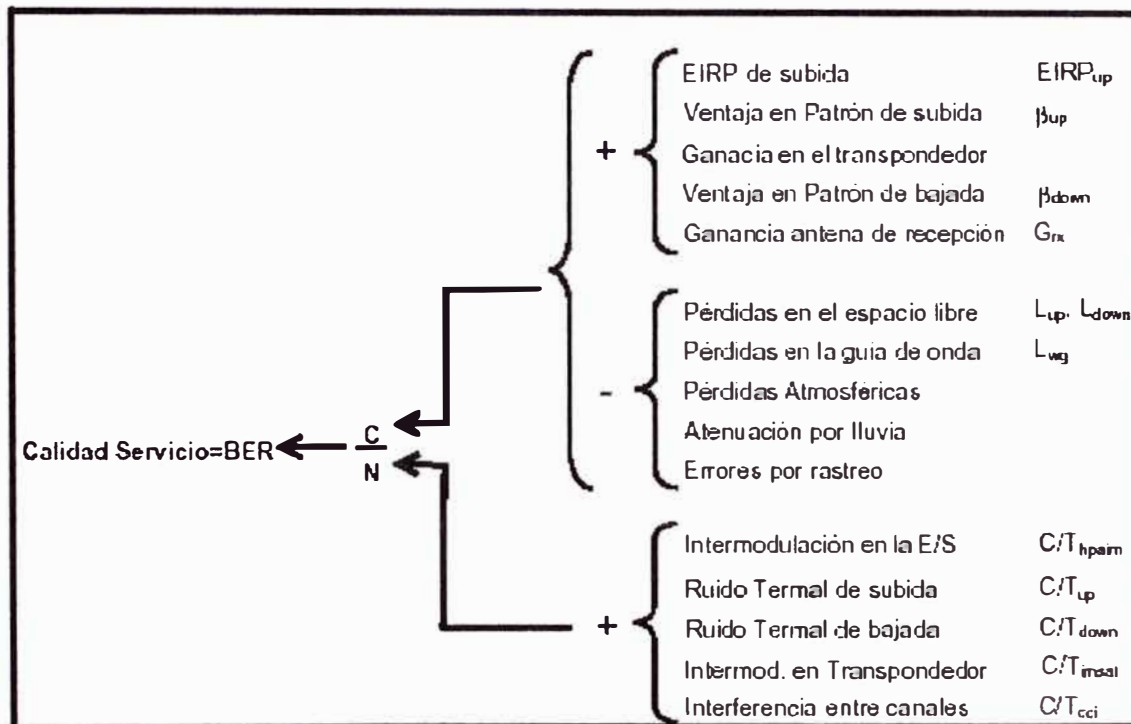 EIRP de subida EIRPup
Ventaja en Patrón de subida βup
+ Ganacia en el transpondedor
Ventaja en Patrón de bajada βdown
Ganancia antena de recepción Grx
Pérdidas en el espacio libre Lup, Ldown
Pérdidas en la guia de onda Lwg
- Pérdidas Atmosféricas
Atenuación por lluvia
Errores por rastreo
Calidad Servicio=BER C
N
Intermodulación en la E/S C/Thpaim
Ruido Termal de subida C/Tup
+ Ruido Termal de bajada C/Tdown
Intermod. en Transpondedor C/Timsat
Interferencia entre canales C/Tcci